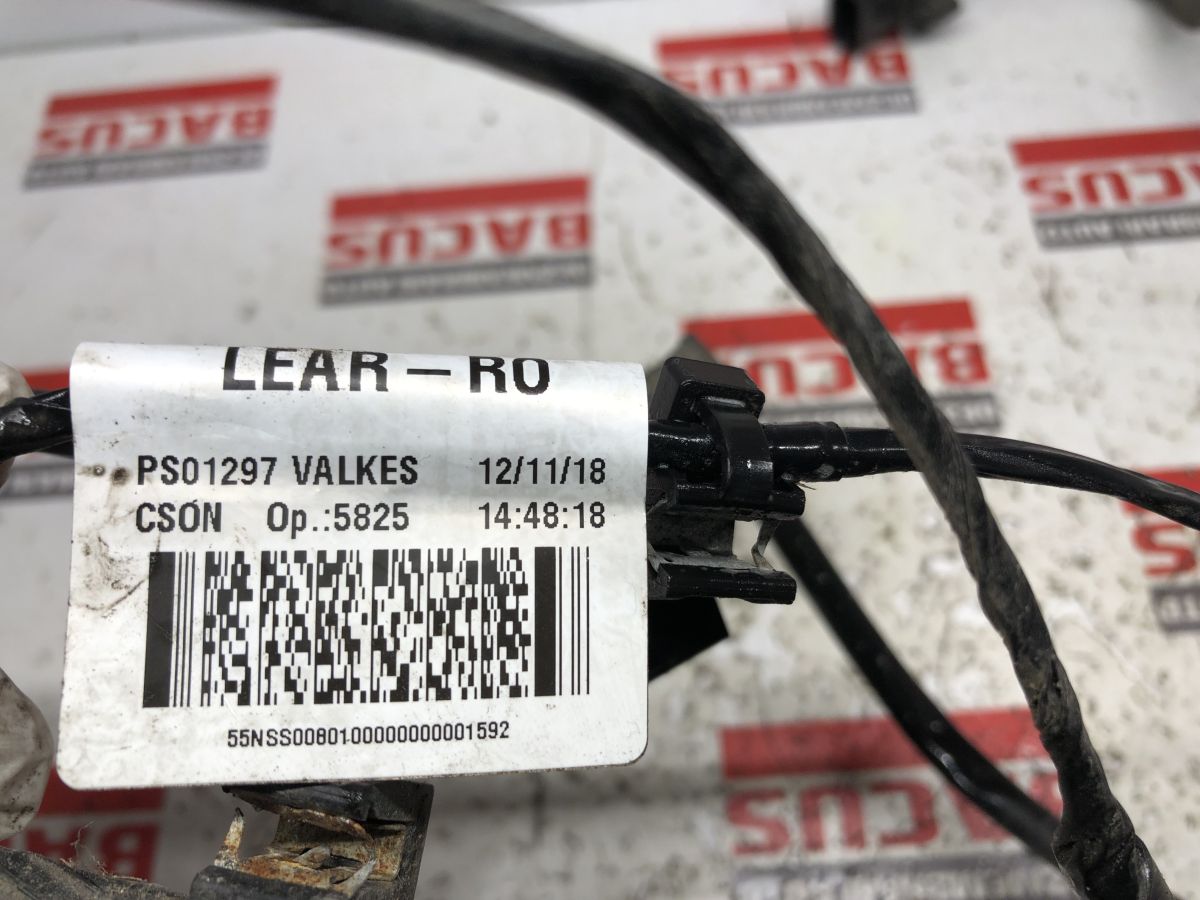 BACUS
BACUS
BACUS
BACUS
BACUS
LEAR – RO
PS01297 VALKES 12/11/18
CSÓN Op.:5825 14:48:18
55NSS00801000000000001592
BACUS